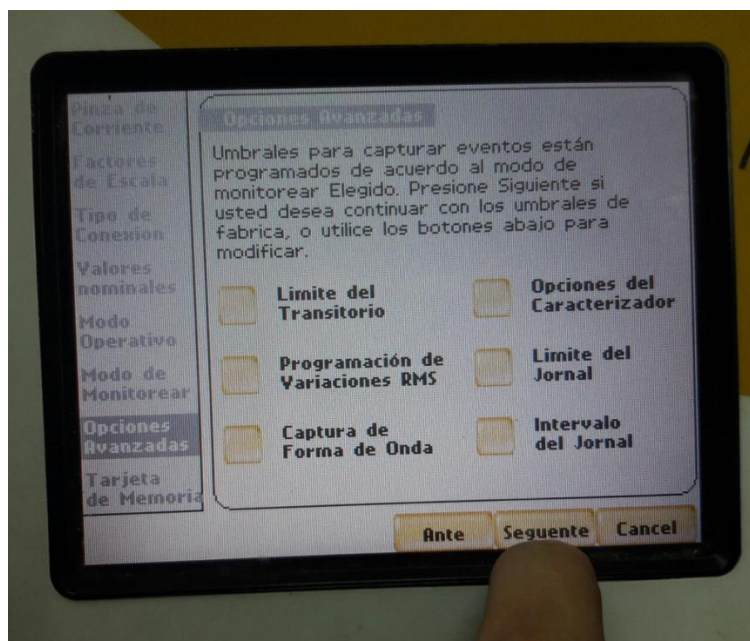 Pinza de
Corriente
Factores
de Escala
Tipo de
Conexion
Valores
nominales
Modo
Operativo
Modo de
Monitorear
Opciones
Avanzadas
Tarjeta
de Memoria
Opciones Avanzadas
Umbrales para capturar eventos están
programados de acuerdo al modo de
monitorear Elegido. Presione Siguiente si
usted desea continuar con los umbrales de
fabrica, o utilice los botones abajo para
modificar.
Limite del
Transitorio
Opciones del
Caracterizador
Programación de
Variaciones RMS
Limite del
Jornal
Captura de
Forma de Onda
Intervalo
del Jornal
Ante
Seguente
Cancel